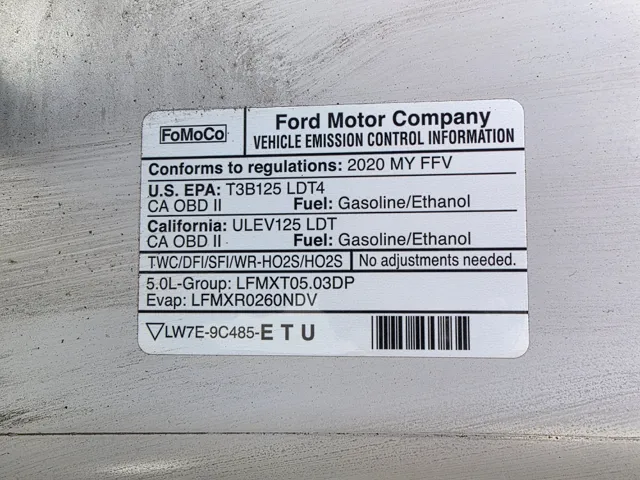 FoMoCo
Ford Motor Company
VEHICLE EMISSION CONTROL INFORMATION
Conforms to regulations: 2020 MY FFV
U.S. EPA: T3B125 LDT4
CA OBD II Fuel: Gasoline/Ethanol
California: ULEV125 LDT
CA OBD II Fuel: Gasoline/Ethanol
TWC/DFI/SFI/WR-HO2S/HO2S No adjustments needed.
5.0L-Group: LFMXT05.03DP
Evap: LFMXR0260NDV
LW7E-9C485-E T U